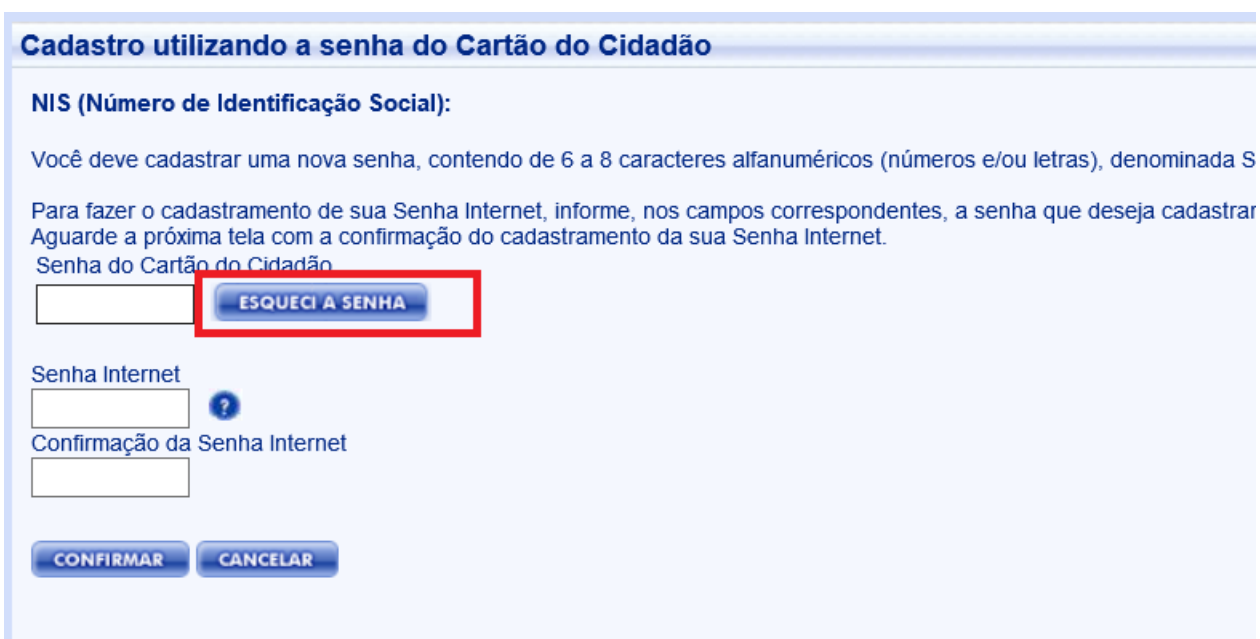 Cadastro utilizando a senha do Cartão do Cidadão
NIS (Número de Identificação Social):
Você deve cadastrar uma nova senha, contendo de 6 a 8 caracteres alfanuméricos (números e/ou letras), denominada S
Para fazer o cadastramento de sua Senha Internet, informe, nos campos correspondentes, a senha que deseja cadastrar
Aguarde a próxima tela com a confirmação do cadastramento da sua Senha Internet.
Senha do Cartão do Cidadão
ESQUECI A SENHA
Senha Internet
?
Confirmação da Senha Internet
CONFIRMAR CANCELAR